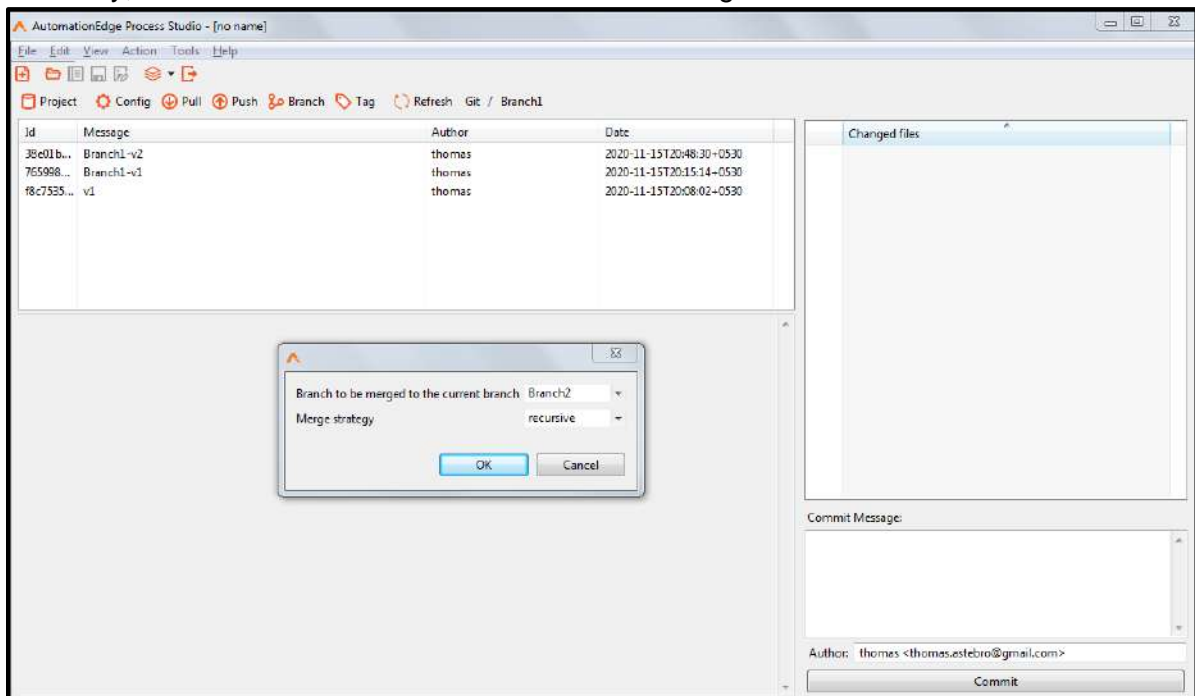 AutomationEdge Process Studio - [no name]
File Edit View Action Tools Help
Project Config Pull Push Branch Tag Refresh Git / Branch1
Id Message Author Date
38e01b... Branch1-v2 thomas 2020-11-15T20:48:30+0530
765998... Branch1-v1 thomas 2020-11-15T20:15:14+0530
f8c7535... v1 thomas 2020-11-15T20:08:02+0530
Changed files
Branch to be merged to the current branch Branch2
Merge strategy recursive
OK Cancel
Commit Message:
Author: thomas <thomas.astebro@gmail.com>
Commit